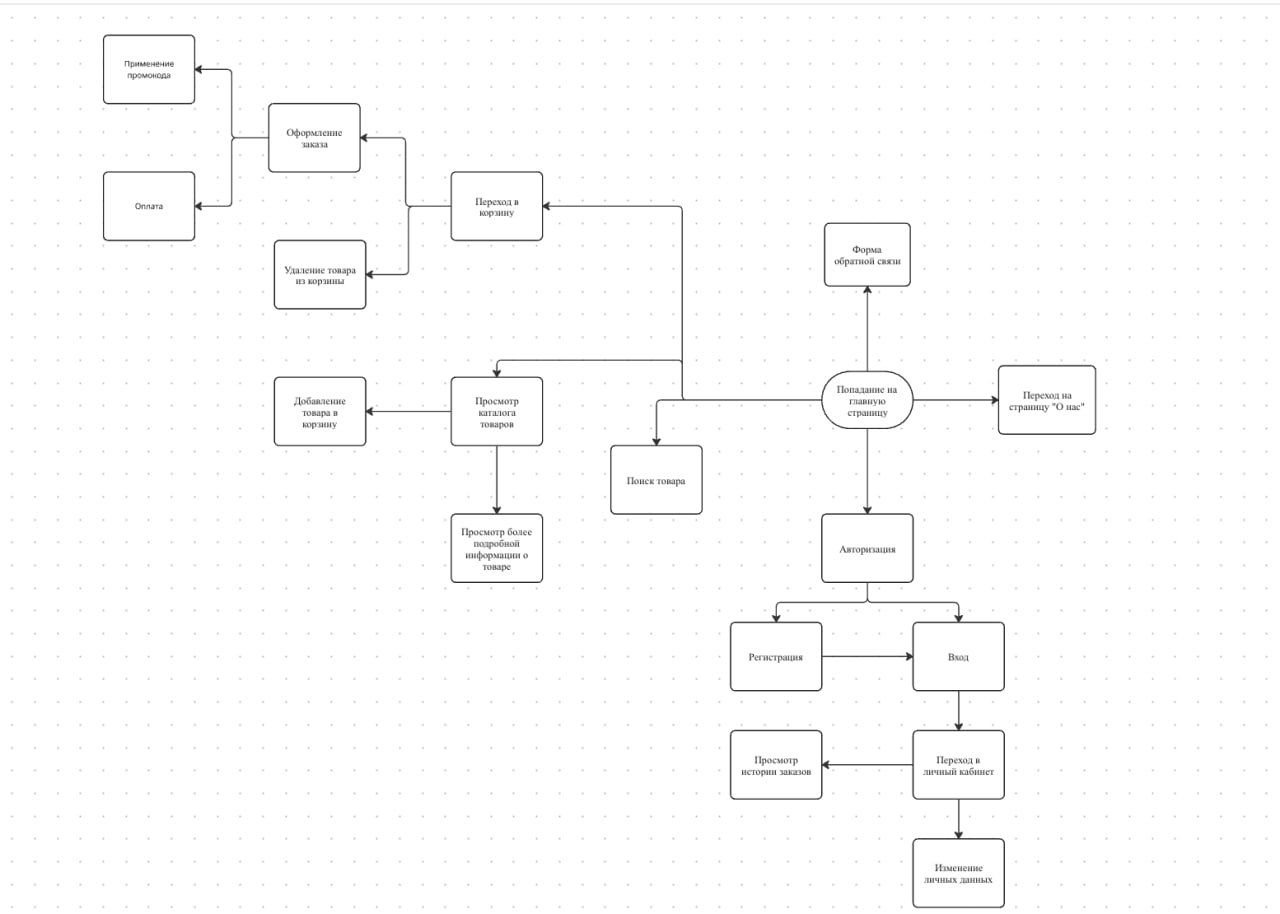 Применение
промокода
Оформление
заказа
Оплата
Переход в
корзину
Удаление товара
из корзины
Форма
обратной связи
Добавление
товара в
корзину
Просмотр
каталога
товаров
Попадание на
главную
страницу
Переход на
страницу "О нас"
Поиск товара
Просмотр более
подробной
информации о
товаре
Авторизация
Регистрация
Вход
Просмотр
истории заказов
Переход в
личный кабинет
Изменение
личных данных